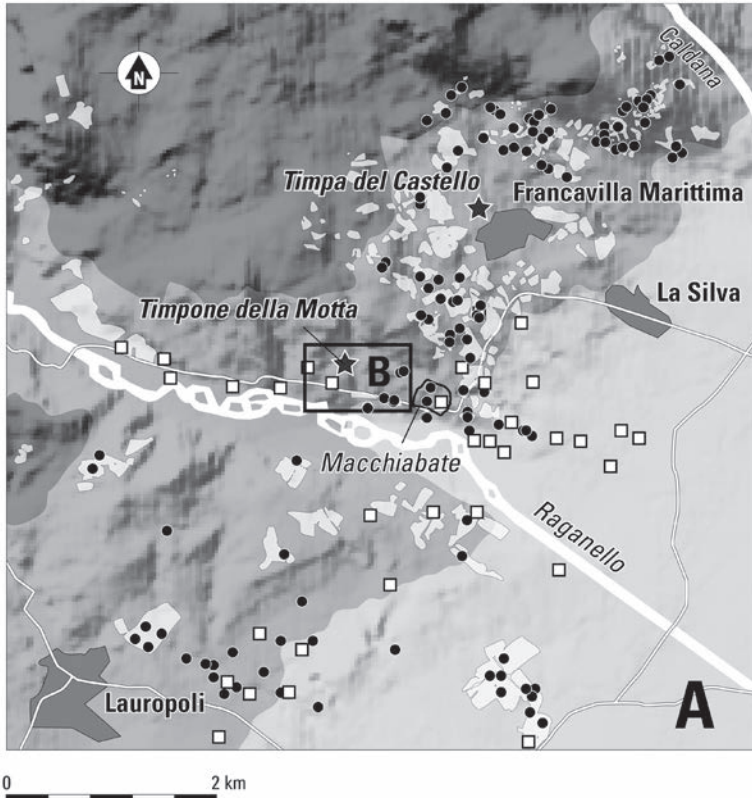 N
Caldana
Timpa del Castello
Francavilla Marittima
La Silva
Timpone della Motta
B
Macchiabate
Raganello
Lauropoli
A
0 2 km